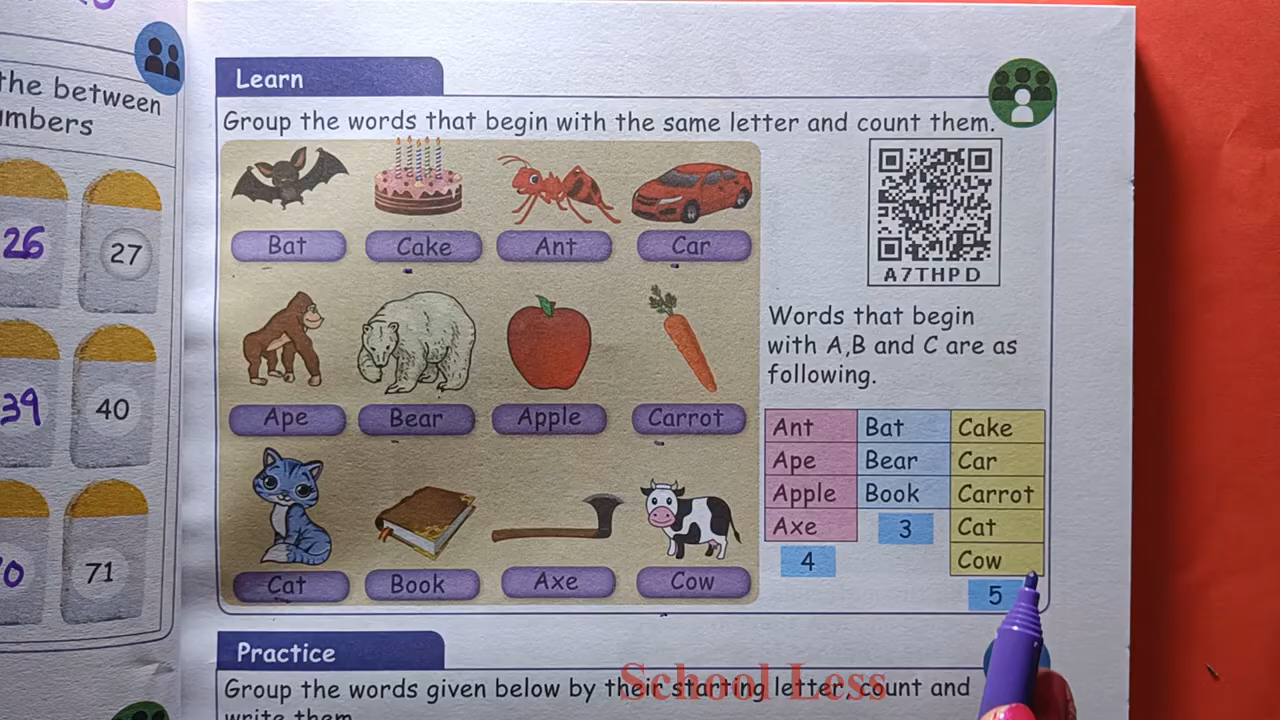 the between
umbers
26
27
39
40
0
71
Learn
Group the words that begin with the same letter and count them.
Bat Cake Ant Car
Ape Bear Apple Carrot
Cat Book Axe Cow
A7THPD
Words that begin
with A,B and C are as
following.
Ant Bat Cake
Ape Bear Car
Apple Book Carrot
Axe 3 Cat
4 Cow
5
Practice
Group the words given below by their starting letter, count and
write them
School Less